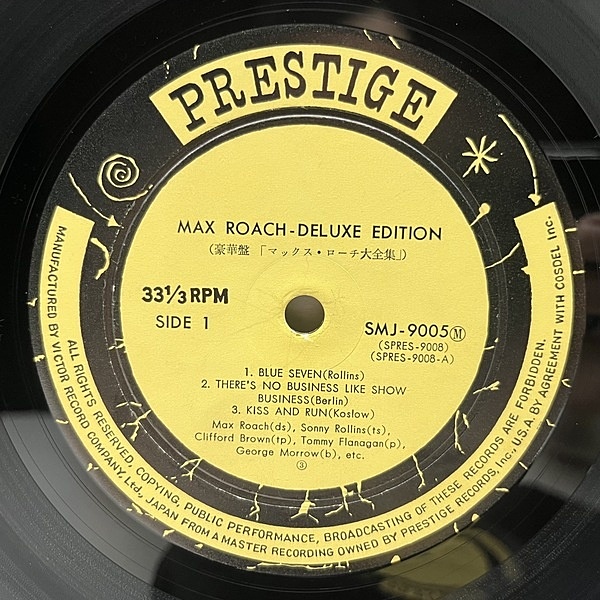 PRESTIGE
MAX ROACH-DELUXE EDITION
(豪華盤 「マックス・ローチ大全集」)
33⅓ RPM
SIDE 1
SMJ-9005Ⓜ
(SPRES-9008)
(SPRES-9008-A)
1. BLUE SEVEN(Rollins)
2. THERE'S NO BUSINESS LIKE SHOW
BUSINESS(Berlin)
3. KISS AND RUN(Koslow)
Max Roach(ds), Sonny Rollins(ts),
Clifford Brown(tp), Tommy Flanagan(p),
George Morrow(b), etc.
③
ALL RIGHTS RESERVED, COPYING, PUBLIC PERFORMANCE, BROADCASTING OF THESE RECORDS ARE FORBIDDEN.
MANUFACTURED BY VICTOR RECORD COMPANY, Ltd., JAPAN FROM A MASTER RECORDING OWNED BY PRESTIGE RECORDS, Inc., U.S.A. BY AGREEMENT WITH COSDEL Inc.